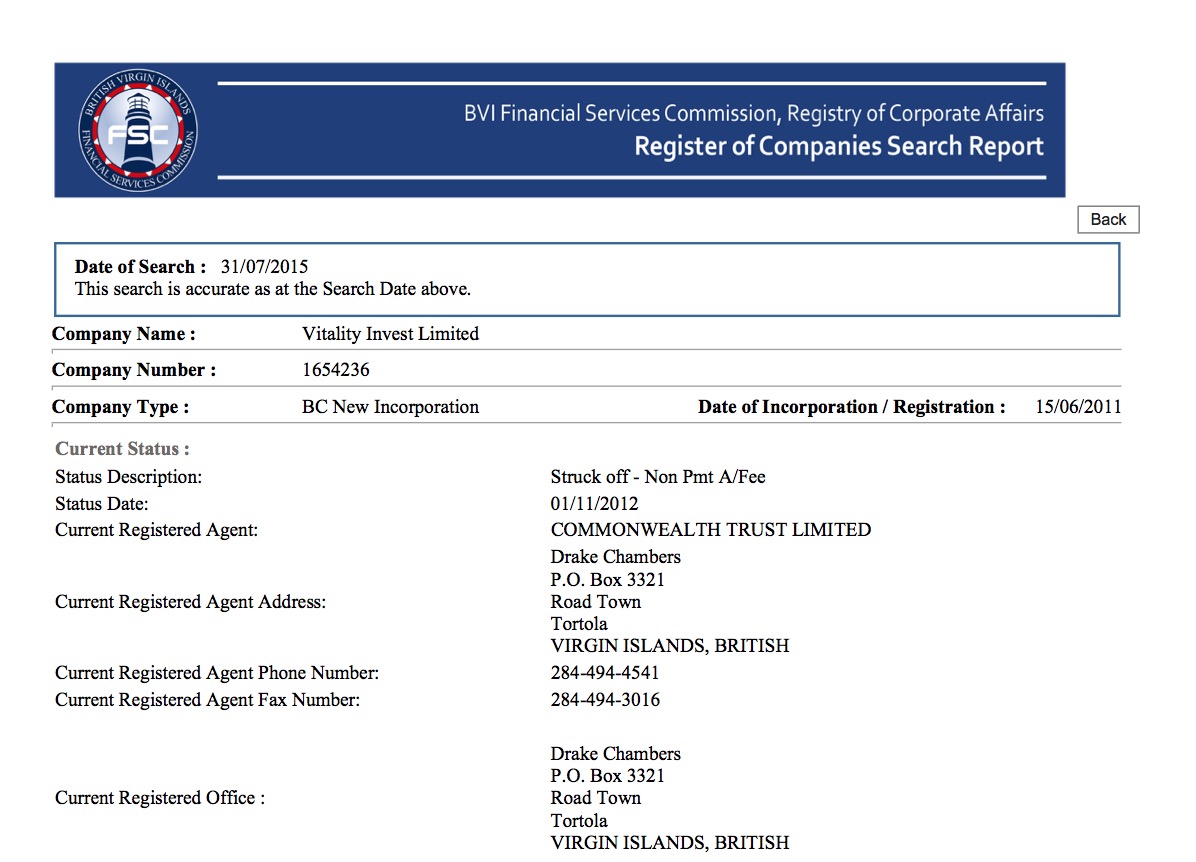 BRITISH VIRGIN ISLANDS
FSC
FINANCIAL SERVICES COMMISSION
BVI Financial Services Commission, Registry of Corporate Affairs
Register of Companies Search Report
Back
Date of Search : 31/07/2015
This search is accurate as at the Search Date above.
Company Name : Vitality Invest Limited
Company Number : 1654236
Company Type : BC New Incorporation Date of Incorporation / Registration : 15/06/2011
Current Status :
Status Description: Struck off - Non Pmt A/Fee
Status Date: 01/11/2012
Current Registered Agent: COMMONWEALTH TRUST LIMITED
Drake Chambers
P.O. Box 3321
Current Registered Agent Address: Road Town
Tortola
VIRGIN ISLANDS, BRITISH
Current Registered Agent Phone Number: 284-494-4541
Current Registered Agent Fax Number: 284-494-3016
Drake Chambers
P.O. Box 3321
Current Registered Office : Road Town
Tortola
VIRGIN ISLANDS, BRITISH